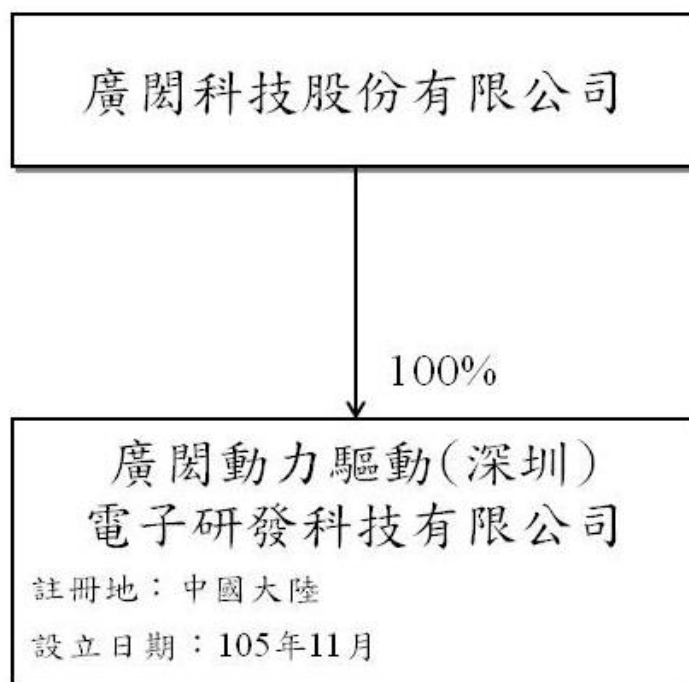 廣閎科技股份有限公司
100%
廣閎動力驅動(深圳)
電子研發科技有限公司
註冊地：中國大陸
設立日期：105年11月